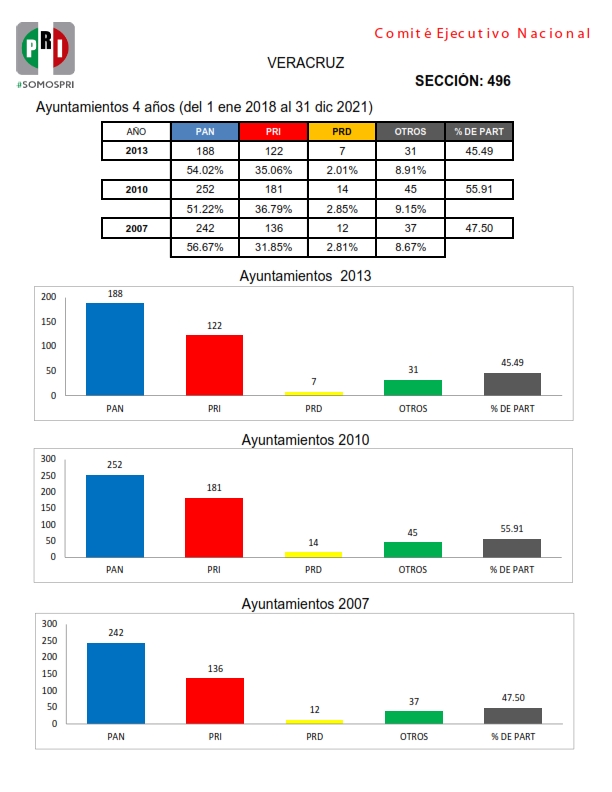 Comité Ejecutivo Nacional
PRI
#SOMOSPRI
VERACRUZ
SECCIÓN: 496
Ayuntamientos 4 años (del 1 ene 2018 al 31 dic 2021)
AÑO PAN PRI PRD OTROS % DE PART
2013 188 122 7 31 45.49
54.02% 35.06% 2.01% 8.91%
2010 252 181 14 45 55.91
51.22% 36.79% 2.85% 9.15%
2007 242 136 12 37 47.50
56.67% 31.85% 2.81% 8.67%
Ayuntamientos 2013
200
150
100
50
0
188 122 7 31 45.49
PAN PRI PRD OTROS % DE PART
Ayuntamientos 2010
300
250
200
150
100
50
0
252 181 14 45 55.91
PAN PRI PRD OTROS % DE PART
Ayuntamientos 2007
300
250
200
150
100
50
0
242 136 12 37 47.50
PAN PRI PRD OTROS % DE PART